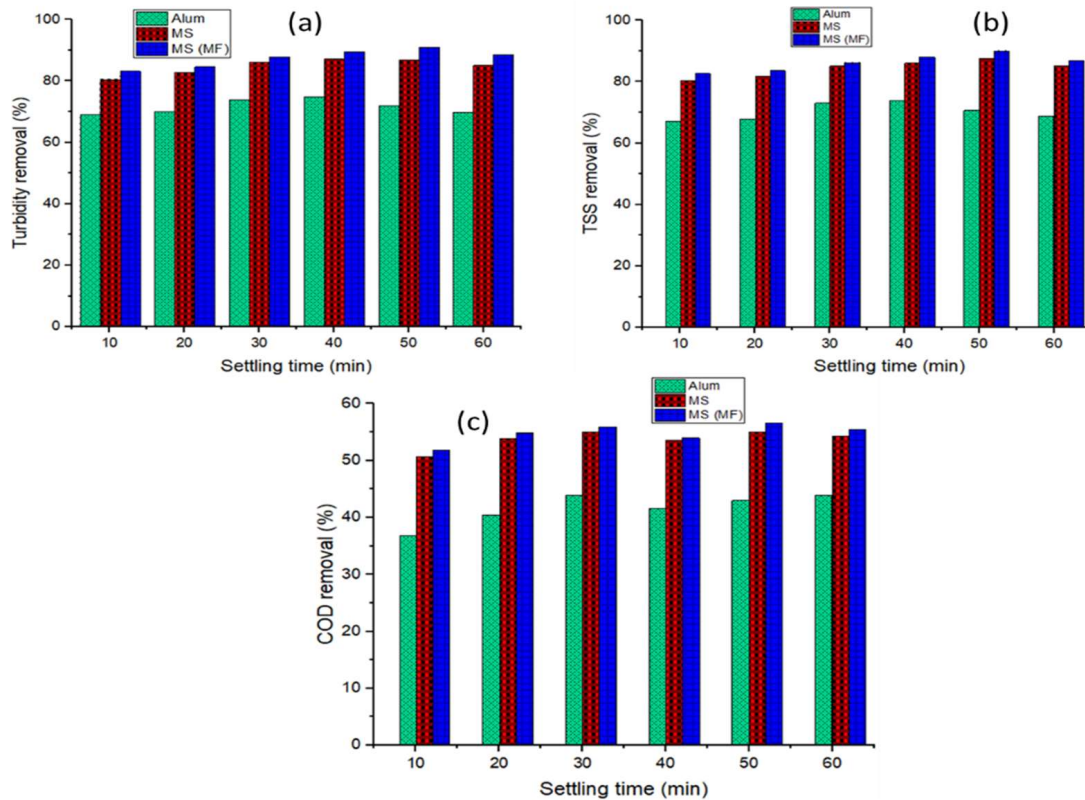 (a)
Alum
MS
MS (MF)
Turbidity removal (%)
100
80
60
40
20
0
10 20 30 40 50 60
Settling time (min)
(b)
Alum
MS
MS (MF)
TSS removal (%)
100
80
60
40
20
0
10 20 30 40 50 60
Settling time (min)
(c)
Alum
MS
MS (MF)
COD removal (%)
60
50
40
30
20
10
0
10 20 30 40 50 60
Settling time (min)